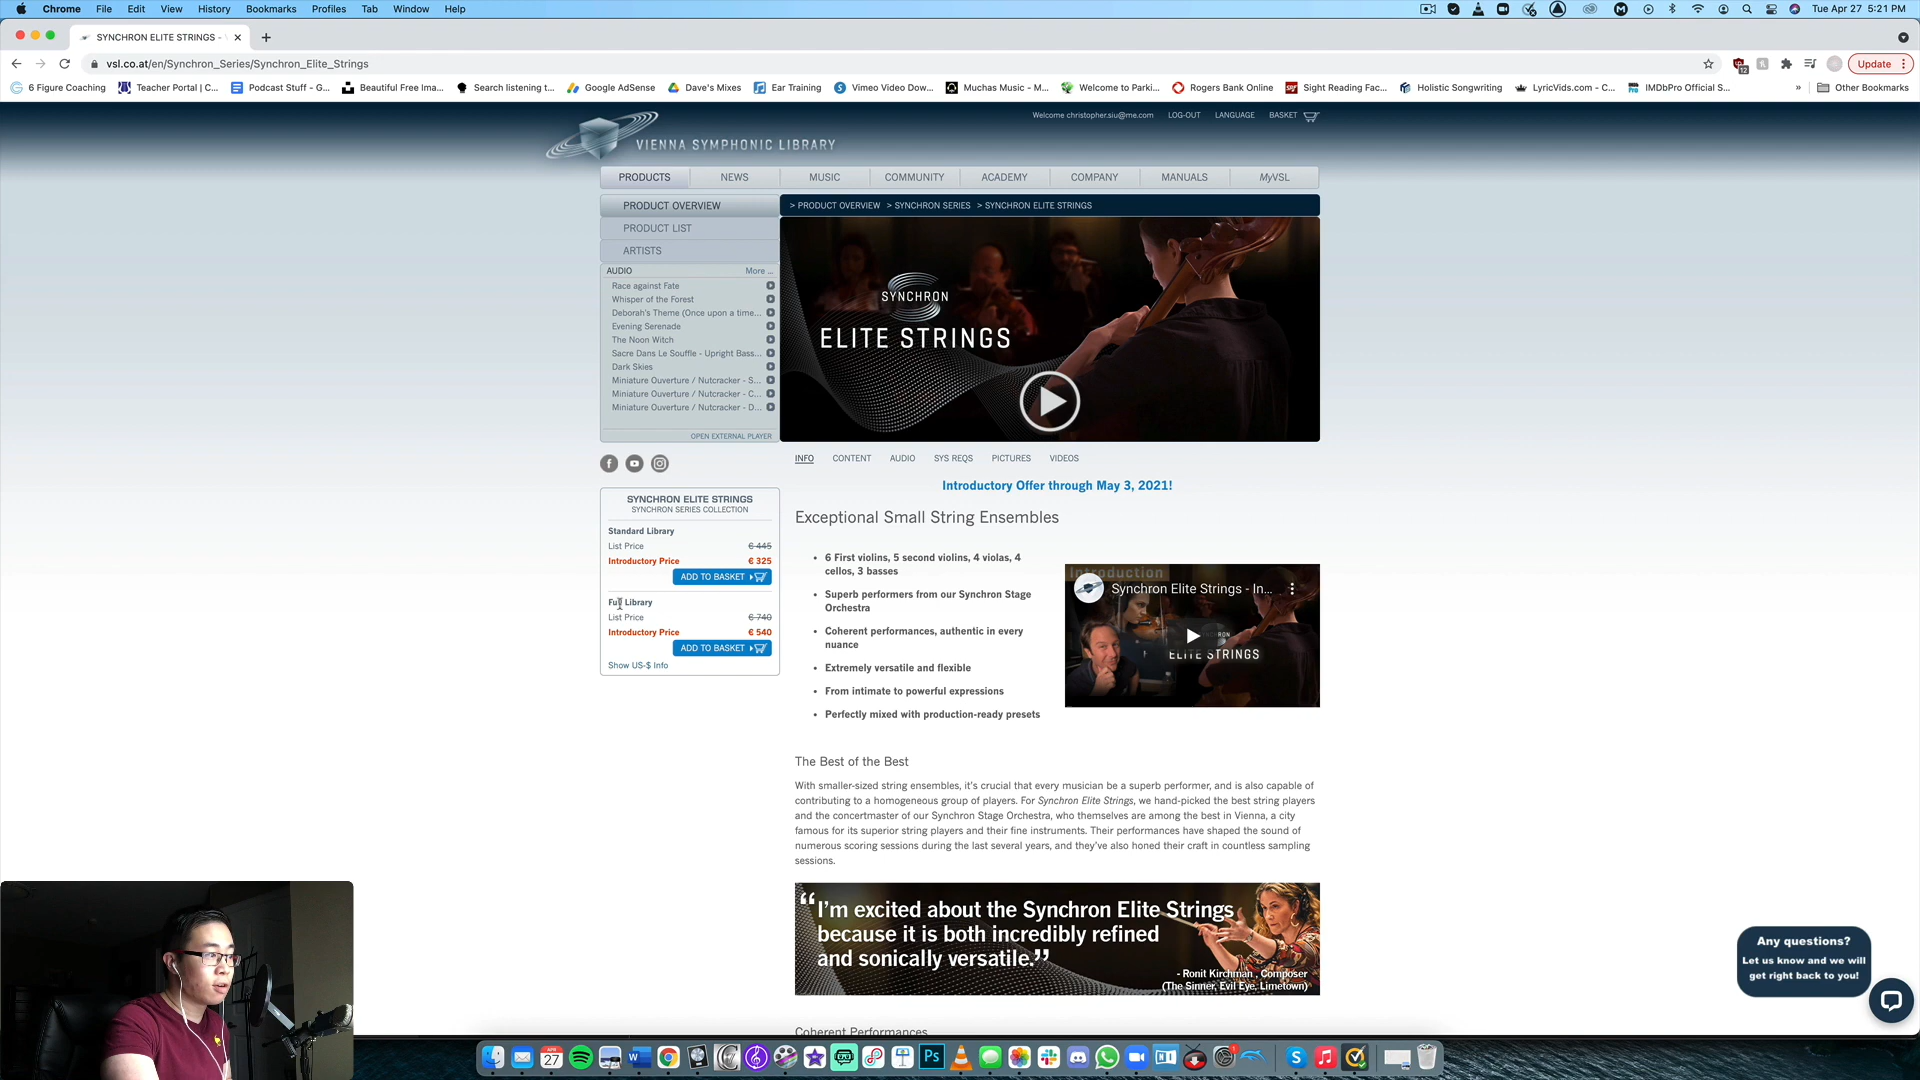 Chrome File Edit View History Bookmarks Profiles Tab Window Help
Tue Apr 27 5:21 PM
SYNCHRON ELITE STRINGS -
vsl.co.at/en/Synchron_Series/Synchron_Elite_Strings
Update
6 Figure Coaching
Teacher Portal | C...
Podcast Stuff - G...
Beautiful Free Ima...
Search listening t...
Google AdSense
Dave's Mixes
Ear Training
Vimeo Video Dow...
Muchas Music - M...
Welcome to Parki...
Rogers Bank Online
Sight Reading Fac...
Holistic Songwriting
LyricVids.com - C...
IMDbPro Official S...
» Other Bookmarks
Welcome christopher.siu@me.com LOG-OUT LANGUAGE BASKET
VIENNA SYMPHONIC LIBRARY
PRODUCTS NEWS MUSIC COMMUNITY ACADEMY COMPANY MANUALS MyVSL
PRODUCT OVERVIEW
PRODUCT LIST
ARTISTS
AUDIO More ...
Race against Fate
Whisper of the Forest
Deborah's Theme (Once upon a time...
Evening Serenade
The Noon Witch
Sacre Dans Le Souffle - Upright Bass...
Dark Skies
Miniature Ouverture / Nutcracker - S...
Miniature Ouverture / Nutcracker - C...
Miniature Ouverture / Nutcracker - D...
OPEN EXTERNAL PLAYER
> PRODUCT OVERVIEW > SYNCHRON SERIES > SYNCHRON ELITE STRINGS
SYNCHRON
ELITE STRINGS
SYNCHRON ELITE STRINGS
SYNCHRON SERIES COLLECTION
Standard Library
List Price € 445
Introductory Price € 325
ADD TO BASKET
Full Library
List Price € 740
Introductory Price € 540
ADD TO BASKET
Show US-$ Info
INFO CONTENT AUDIO SYS REQS PICTURES VIDEOS
Introductory Offer through May 3, 2021!
Exceptional Small String Ensembles
• 6 First violins, 5 second violins, 4 violas, 4
cellos, 3 basses
• Superb performers from our Synchron Stage
Orchestra
• Coherent performances, authentic in every
nuance
• Extremely versatile and flexible
• From intimate to powerful expressions
• Perfectly mixed with production-ready presets
Introduction
Synchron Elite Strings - In...
ELITE STRINGS
The Best of the Best
With smaller-sized string ensembles, it's crucial that every musician be a superb performer, and is also capable of
contributing to a homogeneous group of players. For Synchron Elite Strings, we hand-picked the best string players
and the concertmaster of our Synchron Stage Orchestra, who themselves are among the best in Vienna, a city
famous for its superior string players and their fine instruments. Their performances have shaped the sound of
numerous scoring sessions during the last several years, and they've also honed their craft in countless sampling
sessions.
“I'm excited about the Synchron Elite Strings
because it is both incredibly refined
and sonically versatile.”
- Ronit Kirchman , Composer
(The Sinner, Evil Eye, Limetown)
Coherent Performances
Any questions?
Let us know and we will
get right back to you!